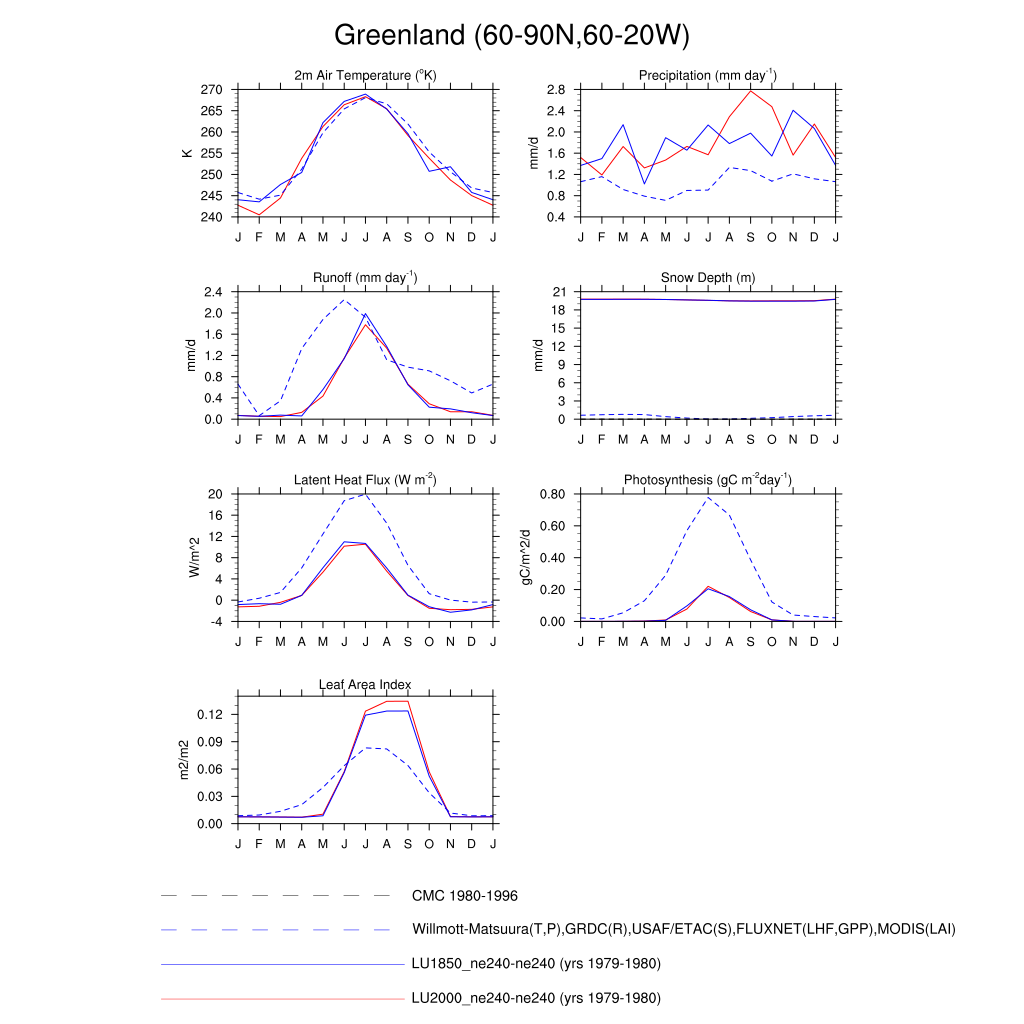 Greenland (60-90N,60-20W)
2m Air Temperature (°K)
K
270
265
260
255
250
245
240
J F M A M J J A S O N D J
Precipitation (mm day⁻¹)
mm/d
2.8
2.4
2.0
1.6
1.2
0.8
0.4
J F M A M J J A S O N D J
Runoff (mm day⁻¹)
mm/d
2.4
2.0
1.6
1.2
0.8
0.4
0.0
J F M A M J J A S O N D J
Snow Depth (m)
mm/d
21
18
15
12
9
6
3
0
J F M A M J J A S O N D J
Latent Heat Flux (W m⁻²)
W/m^2
20
16
12
8
4
0
-4
J F M A M J J A S O N D J
Photosynthesis (gC m⁻²day⁻¹)
gC/m^2/d
0.80
0.60
0.40
0.20
0.00
J F M A M J J A S O N D J
Leaf Area Index
m2/m2
0.12
0.09
0.06
0.03
0.00
J F M A M J J A S O N D J
CMC 1980-1996
Willmott-Matsuura(T,P),GRDC(R),USAF/ETAC(S),FLUXNET(LHF,GPP),MODIS(LAI)
LU1850_ne240-ne240 (yrs 1979-1980)
LU2000_ne240-ne240 (yrs 1979-1980)